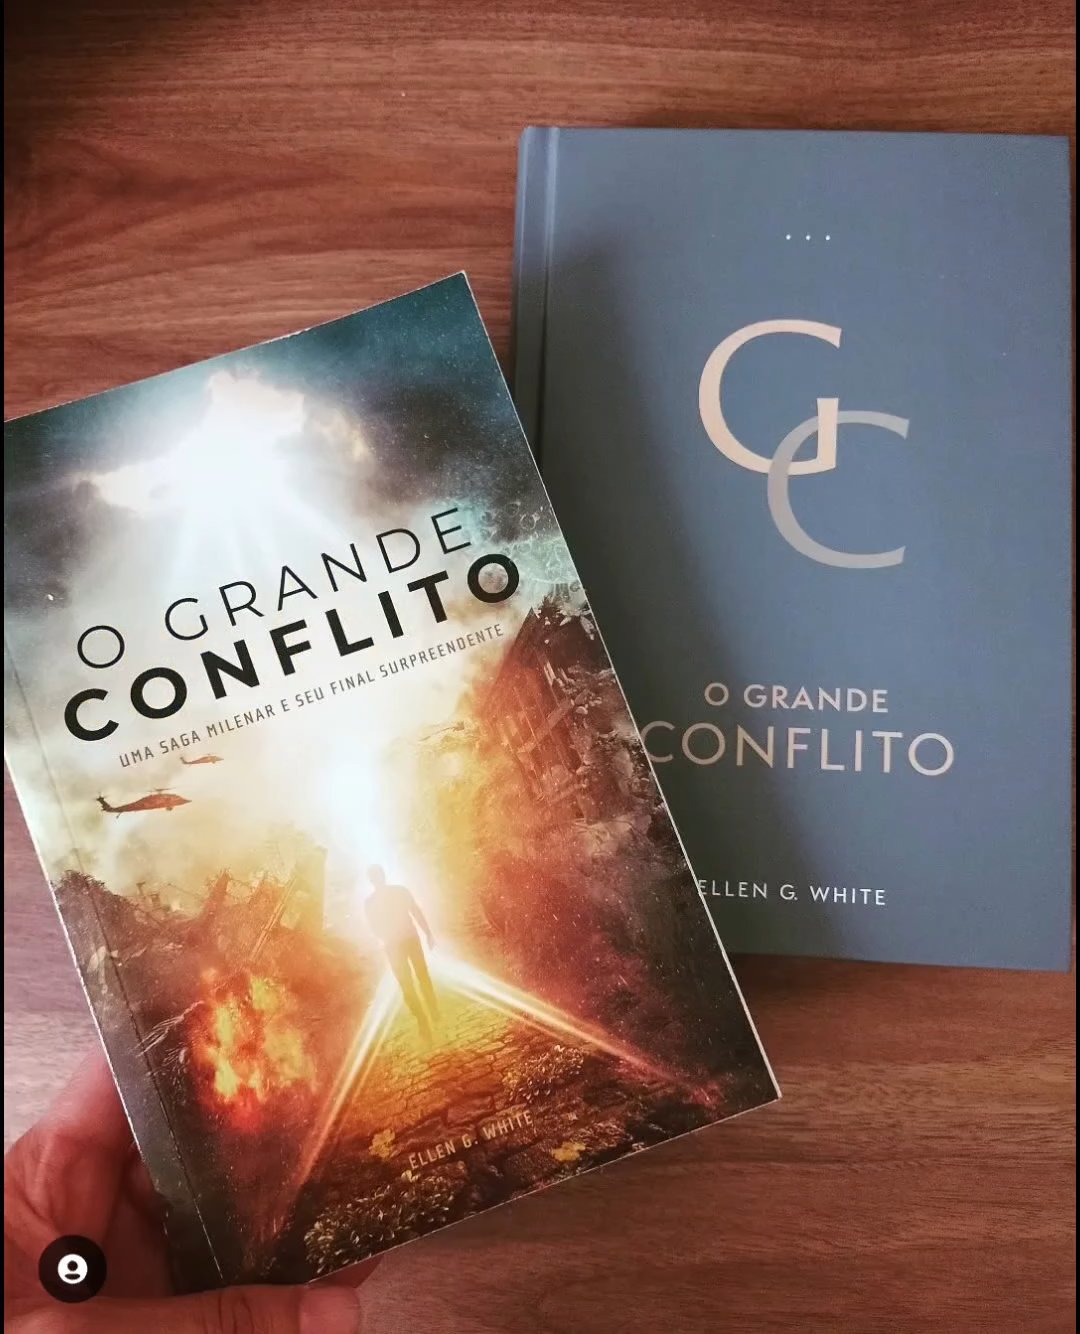 O GRANDE
CONFLITO
UMA SAGA MILENAR E SEU FINAL SURPREENDENTE
ELLEN G. WHITE
GC
O GRANDE
CONFLITO
ELLEN G. WHITE